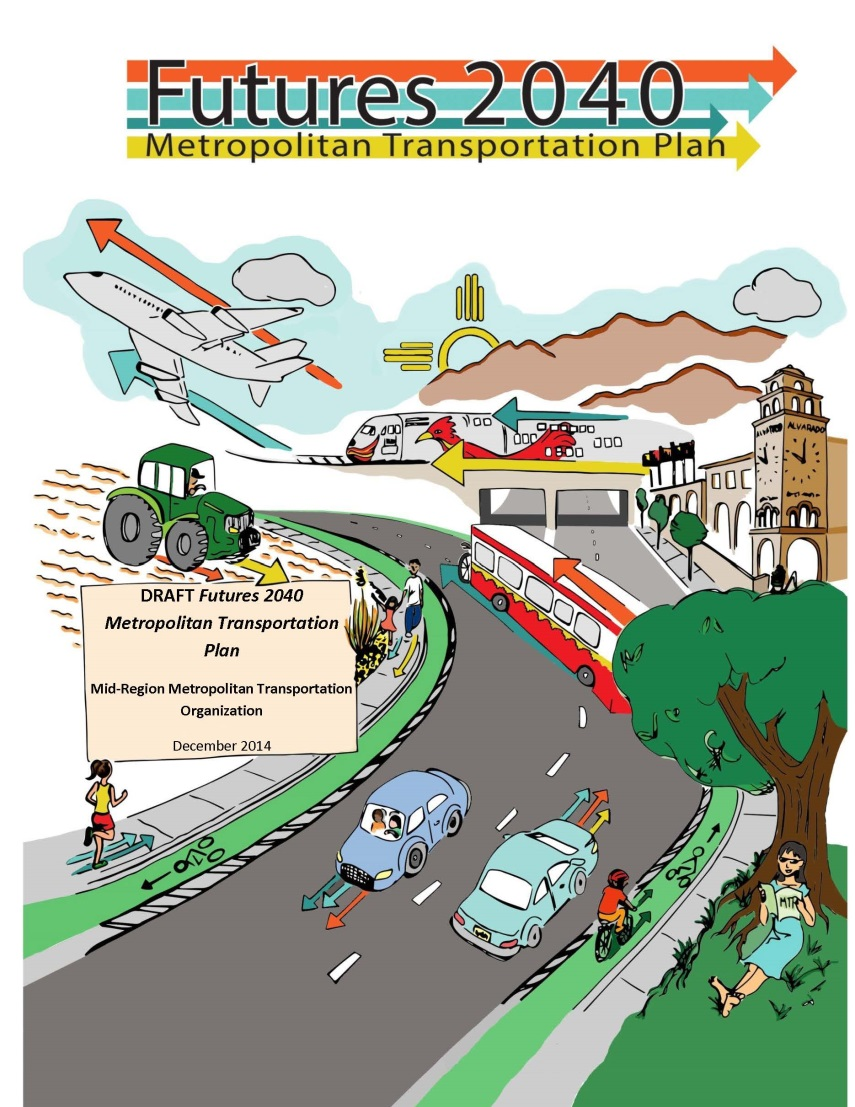 Futures 2040
Metropolitan Transportation Plan
ALVARADO
DRAFT Futures 2040
Metropolitan Transportation
Plan
Mid-Region Metropolitan Transportation
Organization
December 2014
MTP